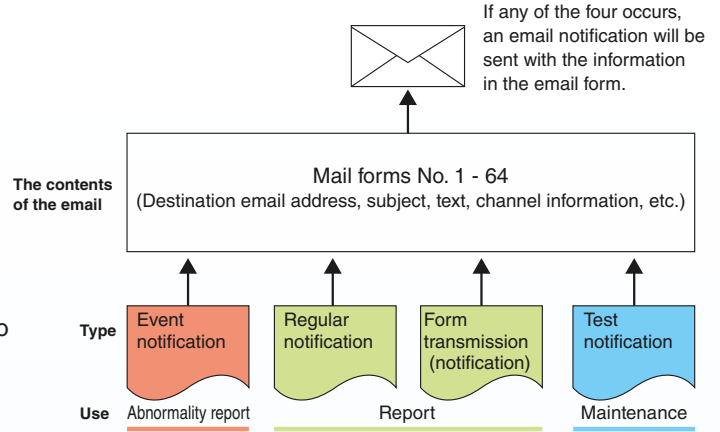 If any of the four occurs,
an email notification will be
sent with the information
in the email form.
The contents
of the email
Mail forms No. 1 - 64
(Destination email address, subject, text, channel information, etc.)
o
Type
Event
notification
Regular
notification
Form
transmission
(notification)
Test
notification
Use
Abnormality report
Report
Maintenance